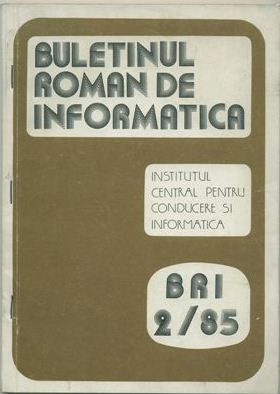 BULETINUL
ROMAN DE
INFORMATICA
INSTITUTUL
CENTRAL PENTRU
CONDUCERE SI
INFORMATICA
BRI
2/85